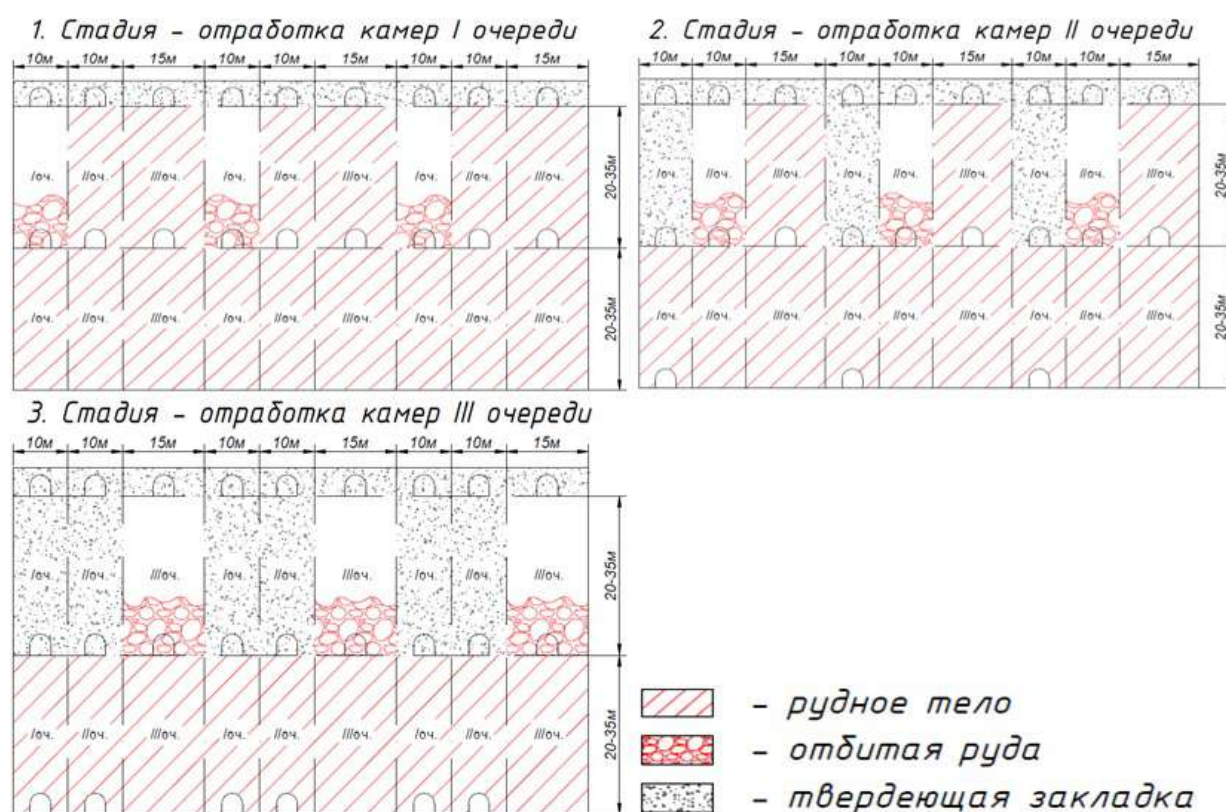 1. Стадия - отработка камер I очереди
10м 10м 15м 10м 10м 15м 10м 10м 15м
Iоч. IIоч. IIIоч. Iоч. IIоч. IIIоч. Iоч. IIоч. IIIоч.
20-35м
Iоч. IIоч. IIIоч. Iоч. IIоч. IIIоч. Iоч. IIоч. IIIоч.
20-35м
2. Стадия - отработка камер II очереди
10м 10м 15м 10м 10м 15м 10м 10м 15м
Iоч. IIоч. IIIоч. Iоч. IIоч. IIIоч. Iоч. IIоч. IIIоч.
20-35м
Iоч. IIоч. IIIоч. Iоч. IIоч. IIIоч. Iоч. IIоч. IIIоч.
20-35м
3. Стадия - отработка камер III очереди
10м 10м 15м 10м 10м 15м 10м 10м 15м
Iоч. IIоч. IIIоч. Iоч. IIоч. IIIоч. Iоч. IIоч. IIIоч.
20-35м
Iоч. IIоч. IIIоч. Iоч. IIоч. IIIоч. Iоч. IIоч. IIIоч.
20-35м
- рудное тело
- отбитая руда
- твердеющая закладка